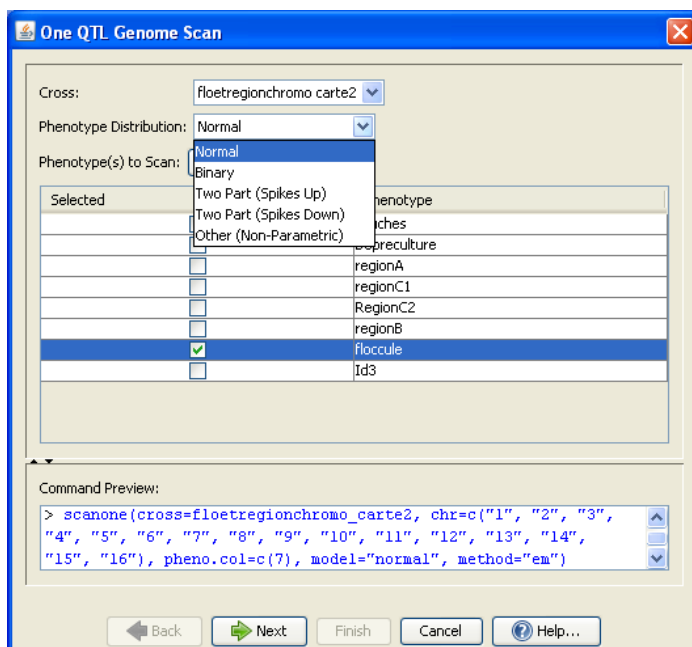 One QTL Genome Scan
Cross: floetregionchromo carte2
Phenotype Distribution: Normal
Normal
Binary
Two Part (Spikes Up)
Two Part (Spikes Down)
Other (Non-Parametric)
Phenotype(s) to Scan:
Selected
regionA
regionC1
RegionC2
regionB
floccule
Id3
Command Preview:
> scanone(cross=floetregionchromo_carte2, chr=c("1", "2", "3",
"4", "5", "6", "7", "8", "9", "10", "11", "12", "13", "14",
"15", "16"), pheno.col=c(7), model="normal", method="em")
Back Next Finish Cancel Help...